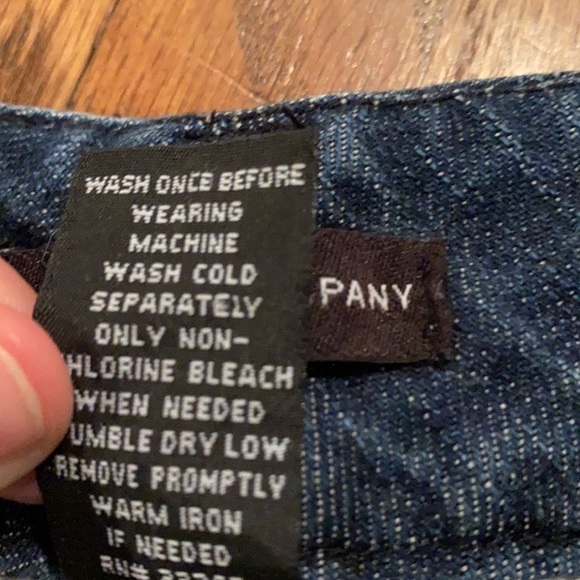 WASH ONCE BEFORE
WEARING
MACHINE
WASH COLD
SEPARATELY
ONLY NON-
HLORINE BLEACH
WHEN NEEDED
UMBLE DRY LOW
REMOVE PROMPTLY
WARM IRON
IF NEEDED
RN#
PANY